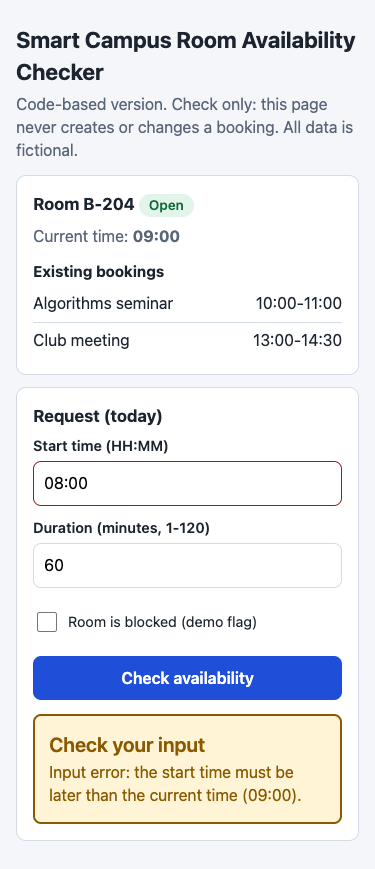 Smart Campus Room Availability
Checker
Code-based version. Check only: this page
never creates or changes a booking. All data is
fictional.
Room B-204 Open
Current time: 09:00
Existing bookings
Algorithms seminar 10:00-11:00
Club meeting 13:00-14:30
Request (today)
Start time (HH:MM)
08:00
Duration (minutes, 1-120)
60
Room is blocked (demo flag)
Check availability
Check your input
Input error: the start time must be
later than the current time (09:00).